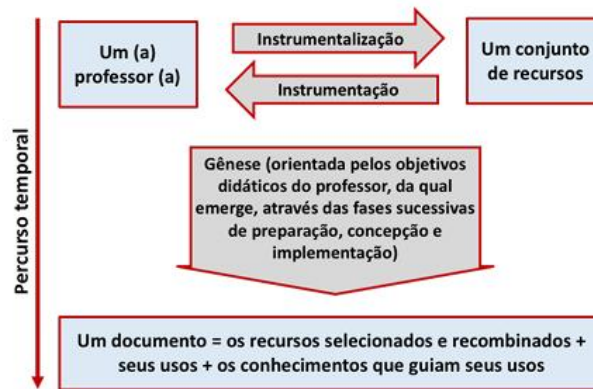 Um (a)
professor (a)
Instrumentalização
Instrumentação
Um conjunto
de recursos
Percurso temporal
Gênese (orientada pelos objetivos
didáticos do professor, da qual
emerge, através das fases sucessivas
de preparação, concepção e
implementação)
Um documento = os recursos selecionados e recombinados +
seus usos + os conhecimentos que guiam seus usos